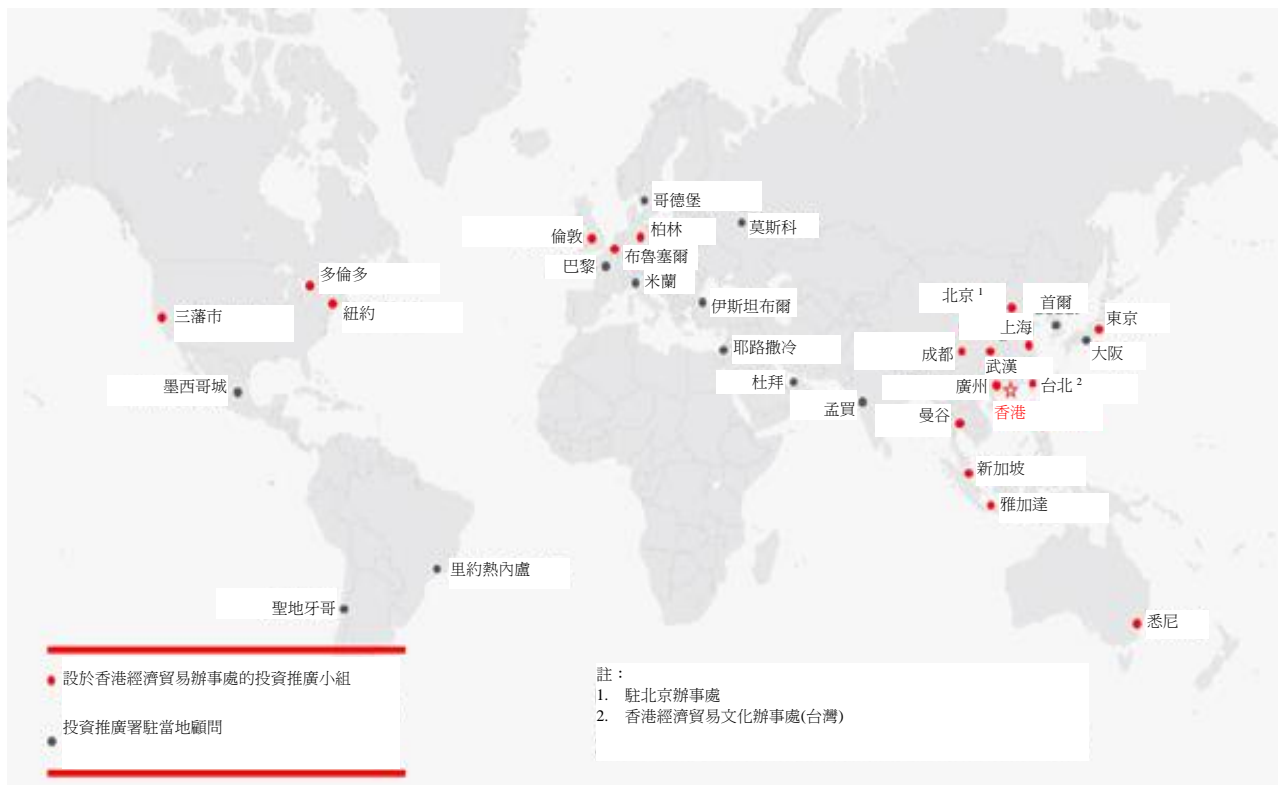 哥德堡
莫斯科
倫敦
柏林
布魯塞爾
巴黎
米蘭
多倫多
伊斯坦布爾
北京 1
首爾
三藩市
紐約
上海
東京
耶路撒冷
成都
武漢
大阪
墨西哥城
杜拜
廣州
台北 2
孟買
曼谷
香港
新加坡
雅加達
里約熱內盧
聖地牙哥
悉尼
設於香港經濟貿易辦事處的投資推廣小組
投資推廣署駐當地顧問
註：
1. 駐北京辦事處
2. 香港經濟貿易文化辦事處(台灣)